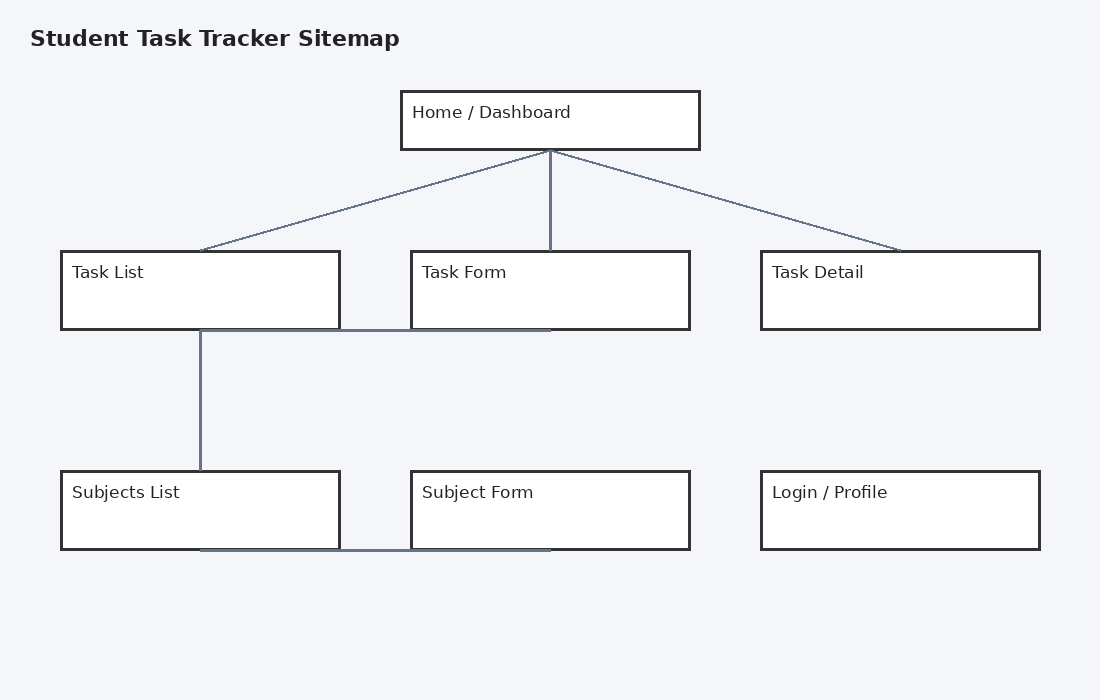 Student Task Tracker Sitemap
Home / Dashboard
Task List
Task Form
Task Detail
Subjects List
Subject Form
Login / Profile